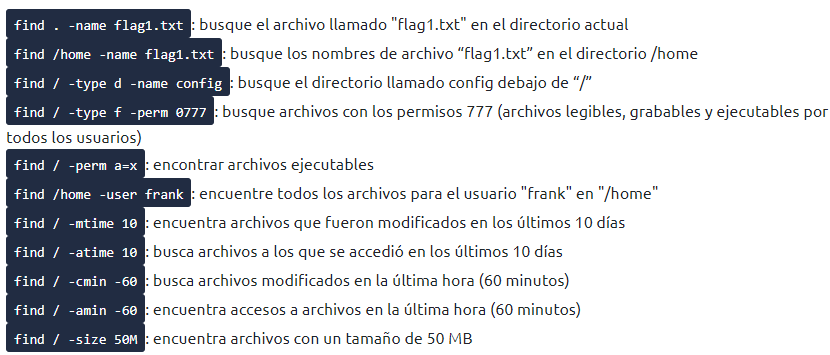 find . -name flag1.txt: busque el archivo llamado "flag1.txt" en el directorio actual
find /home -name flag1.txt: busque los nombres de archivo “flag1.txt” en el directorio /home
find / -type d -name config: busque el directorio llamado config debajo de “/”
find / -type f -perm 0777: busque archivos con los permisos 777 (archivos legibles, grabables y ejecutables por
todos los usuarios)
find / -perm a=x: encontrar archivos ejecutables
find /home -user frank: encuentre todos los archivos para el usuario "frank" en "/home"
find / -mtime 10: encuentra archivos que fueron modificados en los últimos 10 días
find / -atime 10: busca archivos a los que se accedió en los últimos 10 días
find / -cmin -60: busca archivos modificados en la última hora (60 minutos)
find / -amin -60: encuentra accesos a archivos en la última hora (60 minutos)
find / -size 50M: encuentra archivos con un tamaño de 50 MB